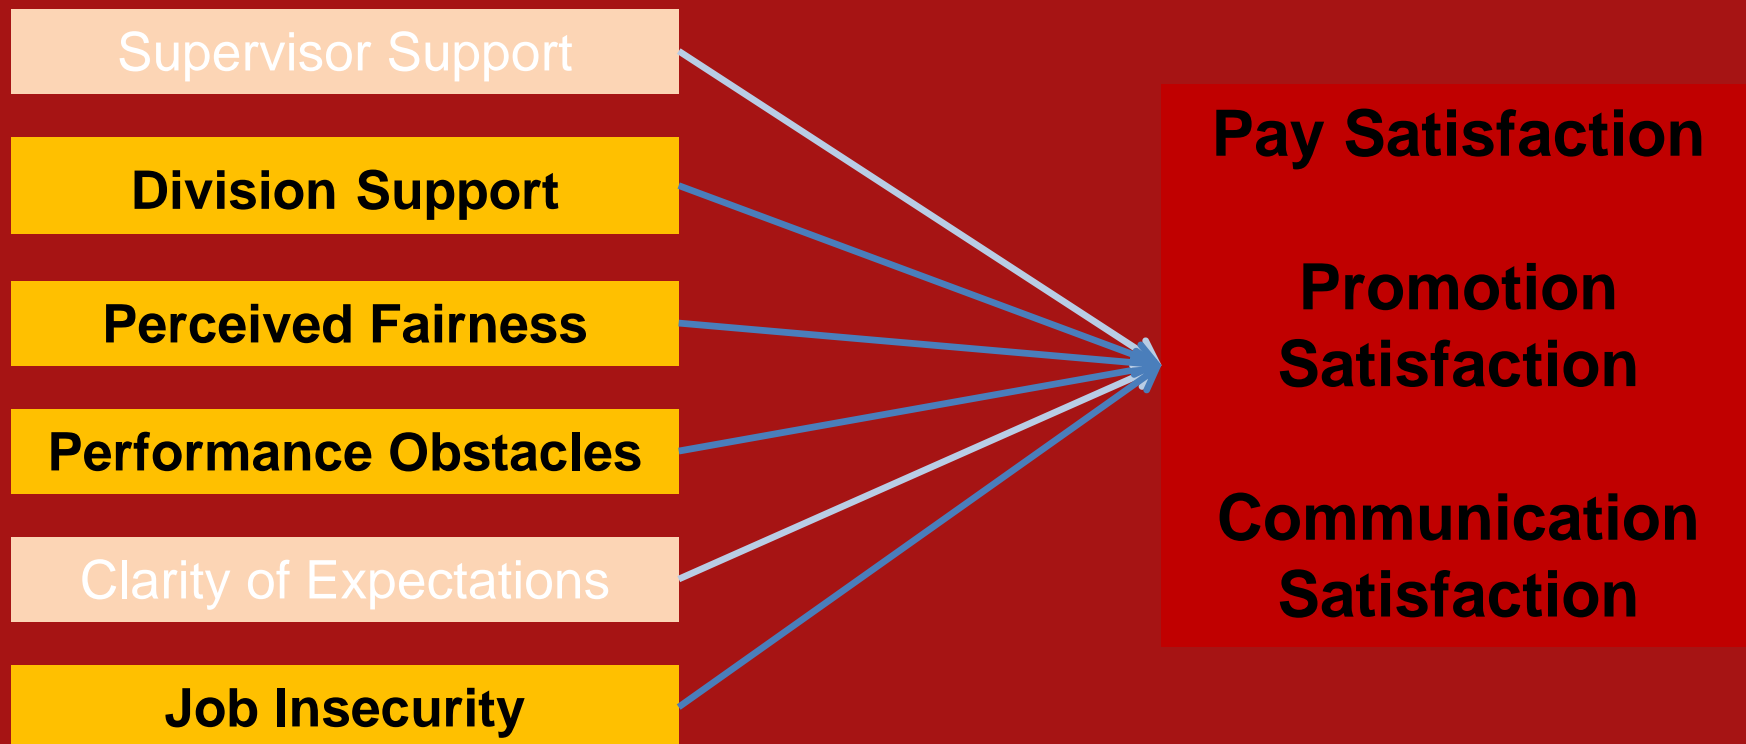 Supervisor Support
Division Support
Perceived Fairness
Performance Obstacles
Clarity of Expectations
Job Insecurity
Pay Satisfaction
Promotion
Satisfaction
Communication
Satisfaction